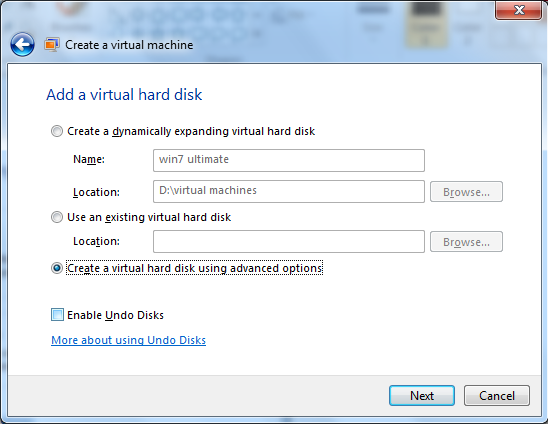 Create a virtual machine
Add a virtual hard disk
Create a dynamically expanding virtual hard disk
Name: win7 ultimate
Location: D:\virtual machines Browse...
Use an existing virtual hard disk
Location: Browse...
Create a virtual hard disk using advanced options
Enable Undo Disks
More about using Undo Disks
Next Cancel